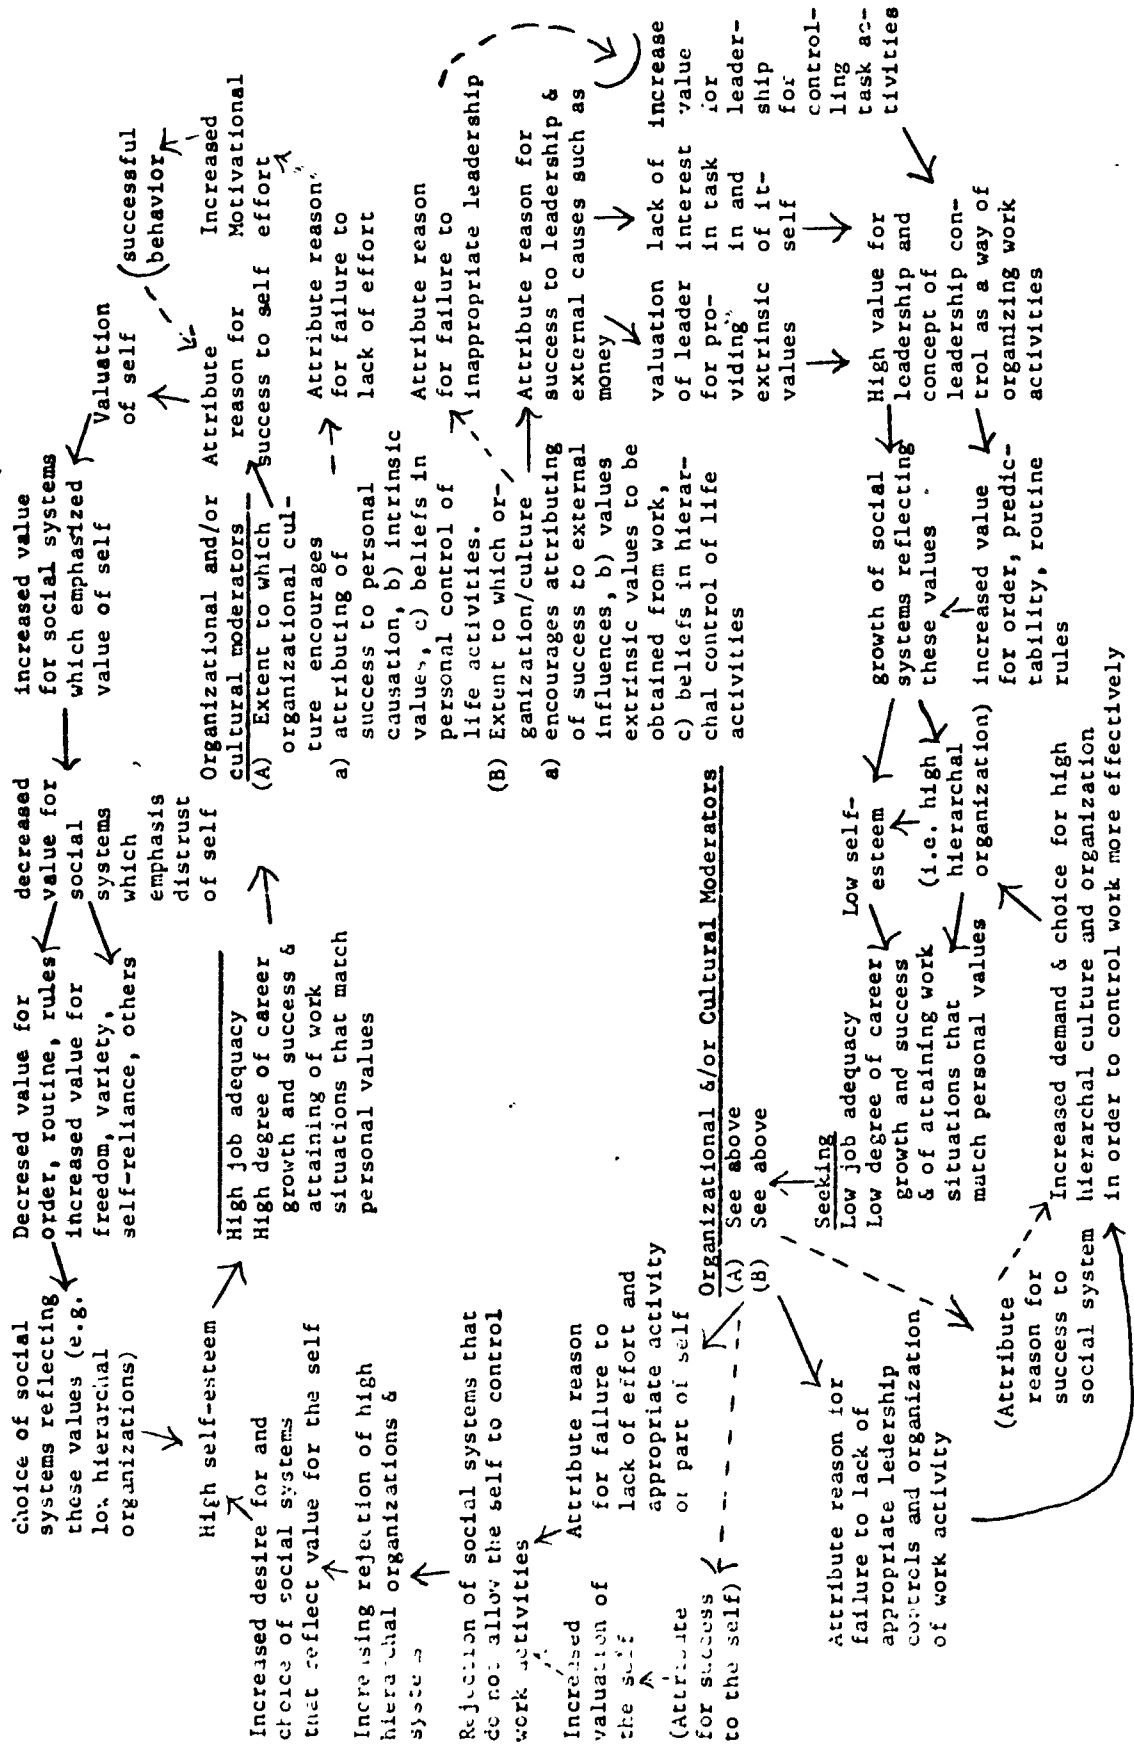 choice of social
systems reflecting
these values (e.g.
low hierarchal
organizations)
Decresed value for
order, routine, rules
increased value for
freedom, variety,
self-reliance, others
decreased
value for
social
systems
which
emphasis
distrust
of self
increased value
for social systems
which emphasized
value of self
Valuation
of self
(successful
(behavior
High self-esteem
High job adequacy
High degree of career
growth and success &
attaining of work
situations that match
personal values
Organizational and/or
cultural moderators
(A) Extent to which
organizational cul-
ture encourages
a) attributing of
success to personal
causation, b) intrinsic
values, c) beliefs in
personal control of
life activities.
(B) Extent to which or-
ganization/culture
a) encourages attributing
of success to external
influences, b) values
extrinsic values to be
obtained from work,
c) beliefs in hierar-
chal control of life
activities
Attribute
reason for
success to self
Increased
Motivational
effort
Attribute reason
for failure to
lack of effort
Attribute reason
for failure to
inappropriate leadership
Attribute reason for
success to leadership &
external causes such as
money
valuation
of leader
for pro-
viding
extrinsic
values
lack of
interest
in task
in and
of it-
self
increase
value
for
leader-
ship
for
control-
ling
task ac-
tivities
Increased desire for and
choice of social systems
that reflect value for the self
Increasing rejection of high
hierarchal organizations &
systems
Rejection of social systems that
do not allow the self to control
work activities
Increased
valuation of
the self
(Attribute
for success
to the self)
Attribute reason
for failure to
lack of effort and
appropriate activity
of part of self
Organizational &/or Cultural Moderators
(A) See above
(B) See above
Seeking
Low job adequacy
Low degree of career
growth and success
& of attaining work
situations that
match personal values
Low self-
esteem
(i.e. high
hierarchal
organization)
growth of social
systems reflecting
these values
increased value
for order, predic-
tability, routine
rules
High value for
leadership and
concept of
leadership con-
trol as a way of
organizing work
activities
Attribute reason for
failure to lack of
appropriate ledership
controls and organization
of work activity
(Attribute
reason for
success to
social system
Increased demand & choice for high
hierarchal culture and organization
in order to control work more effectively